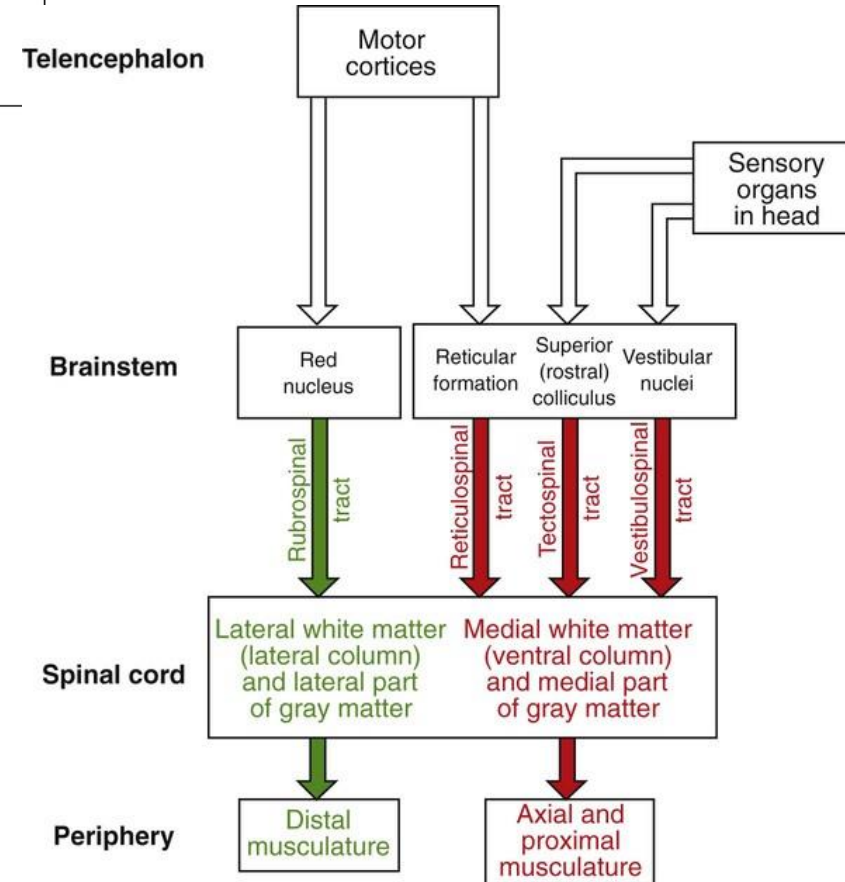 Telencephalon
Motor
cortices
Sensory
organs
in head
Brainstem
Red
nucleus
Reticular
formation
Superior
(rostral)
colliculus
Vestibular
nuclei
Rubrospinal
tract
Reticulospinal
tract
Tectospinal
tract
Vestibulospinal
tract
Spinal cord
Lateral white matter
(lateral column)
and lateral part
of gray matter
Medial white matter
(ventral column)
and medial part
of gray matter
Periphery
Distal
musculature
Axial and
proximal
musculature